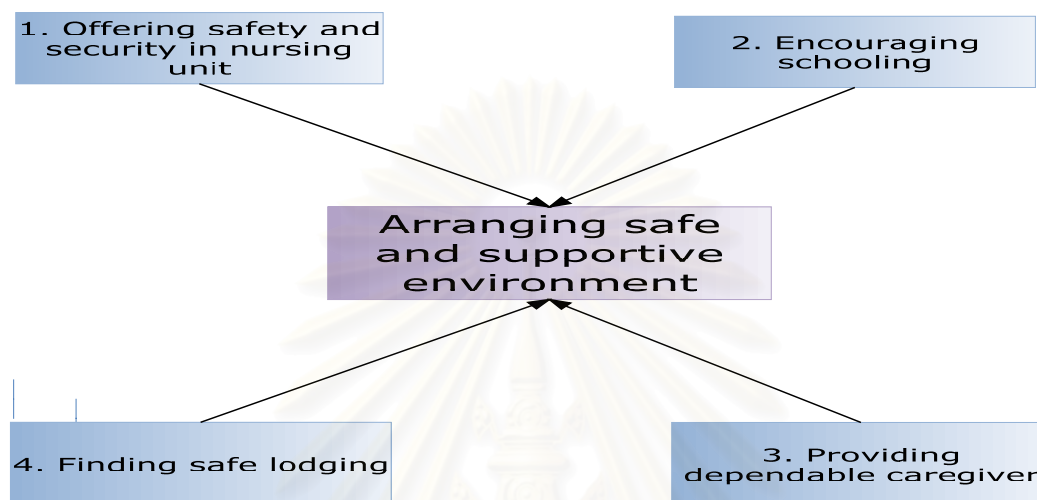 1. Offering safety and
security in nursing
unit
2. Encouraging
schooling
Arranging safe
and supportive
environment
4. Finding safe lodging
3. Providing
dependable caregiver